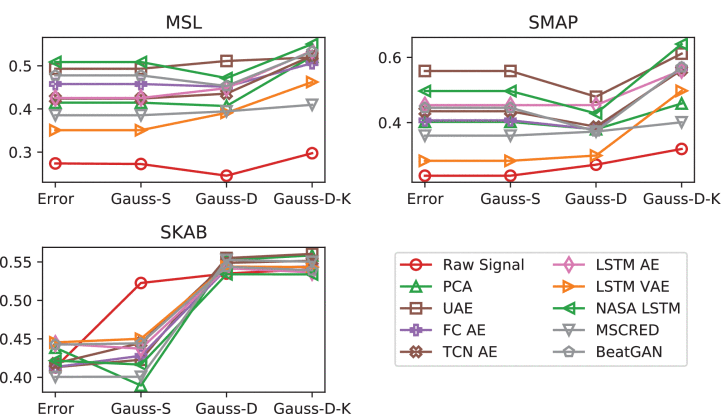 MSL
0.5
0.4
0.3
Error Gauss-S Gauss-D Gauss-D-K
SMAP
0.6
0.4
Error Gauss-S Gauss-D Gauss-D-K
SKAB
0.55
0.50
0.45
0.40
Error Gauss-S Gauss-D Gauss-D-K
Raw Signal
PCA
UAE
FC AE
TCN AE
LSTM AE
LSTM VAE
NASA LSTM
MSCRED
BeatGAN